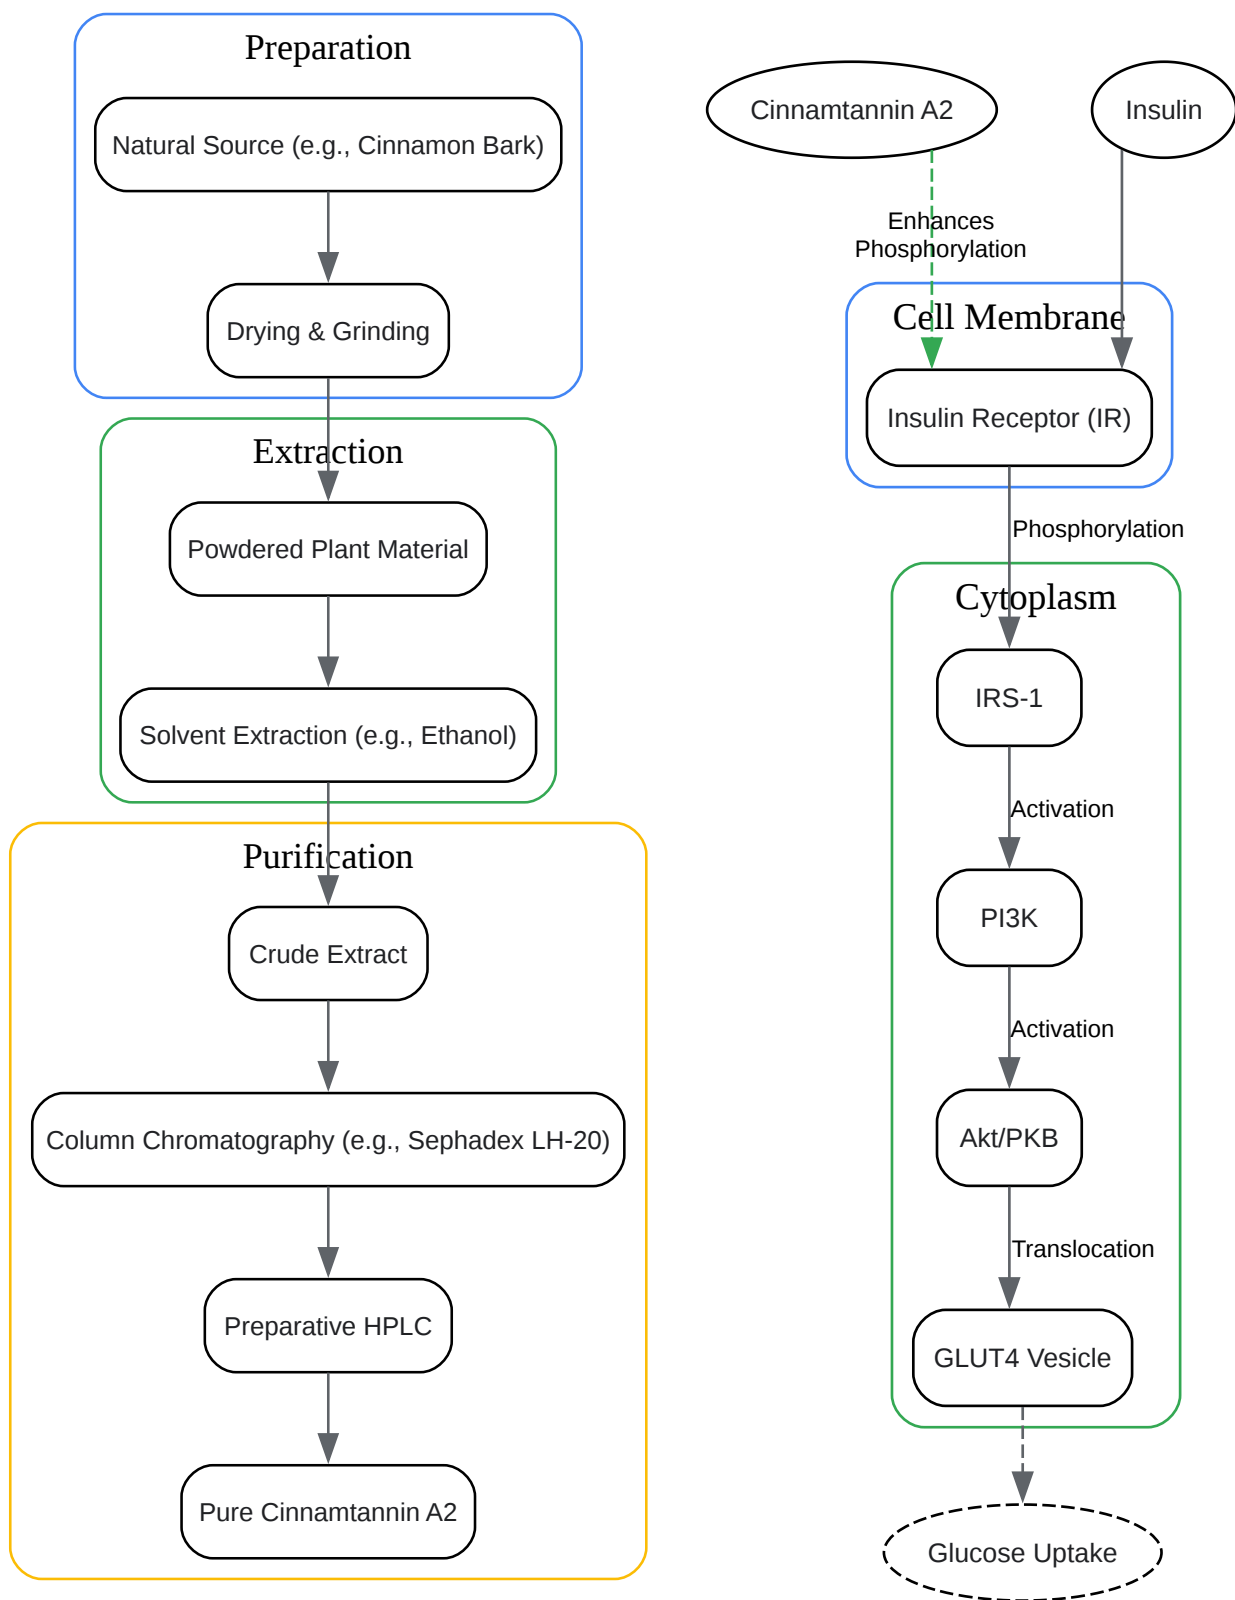 Preparation
Natural Source (e.g., Cinnamon Bark)
Drying & Grinding
Extraction
Powdered Plant Material
Solvent Extraction (e.g., Ethanol)
Purification
Crude Extract
Column Chromatography (e.g., Sephadex LH-20)
Preparative HPLC
Pure Cinnamtannin A2
Cinnamtannin A2
Insulin
Enhances
Phosphorylation
Cell Membrane
Insulin Receptor (IR)
Phosphorylation
Cytoplasm
IRS-1
Activation
PI3K
Activation
Akt/PKB
Translocation
GLUT4 Vesicle
Glucose Uptake